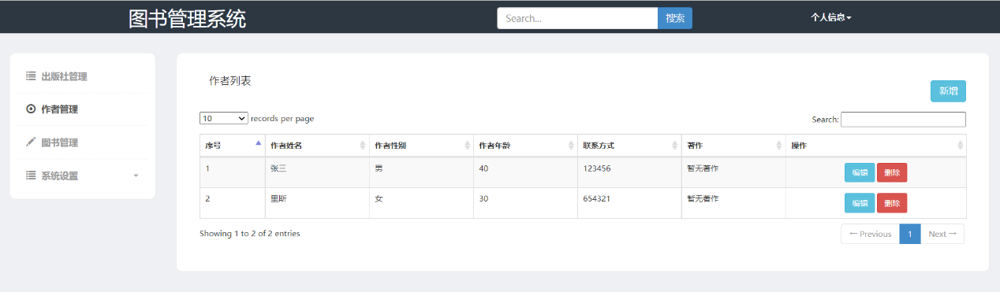 图书管理系统 Search... 搜索 个人信息
出版社管理
作者管理
图书管理
系统设置
作者列表
新增
10 records per page Search:
序号 作者姓名 作者性别 作者年龄 联系方式 著作 操作
1 张三 男 40 123456 暂无著作 编辑 删除
2 里斯 女 30 654321 暂无著作 编辑 删除
Showing 1 to 2 of 2 entries ← Previous 1 Next →